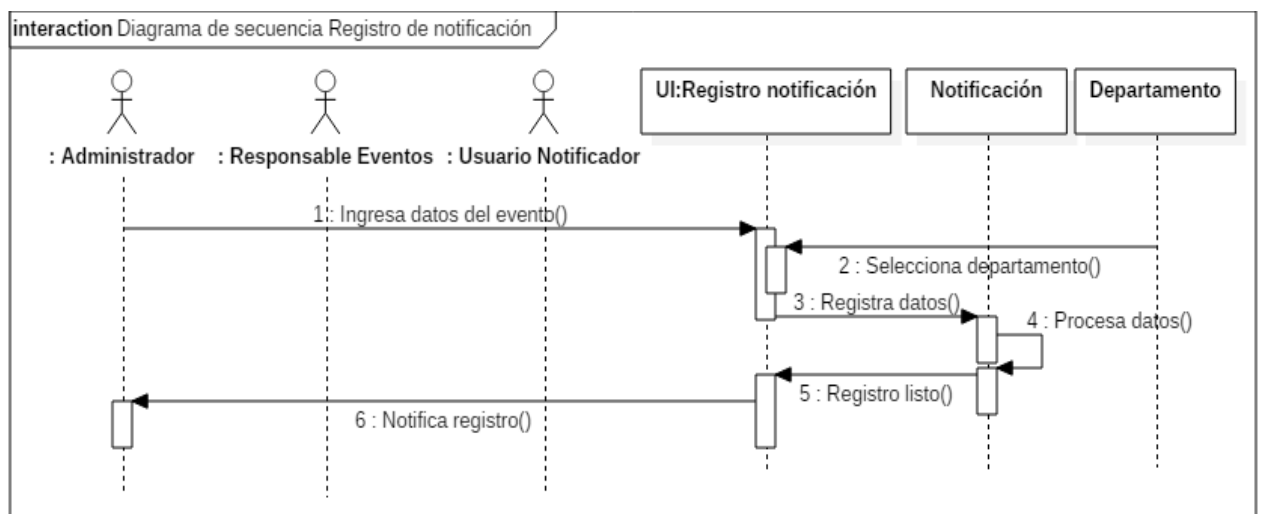 interaction Diagrama de secuencia Registro de notificación
UI:Registro notificación
Notificación
Departamento
: Administrador
: Responsable Eventos
: Usuario Notificador
1 : Ingresa datos del evento()
2 : Selecciona departamento()
3 : Registra datos()
4 : Procesa datos()
5 : Registro listo()
6 : Notifica registro()